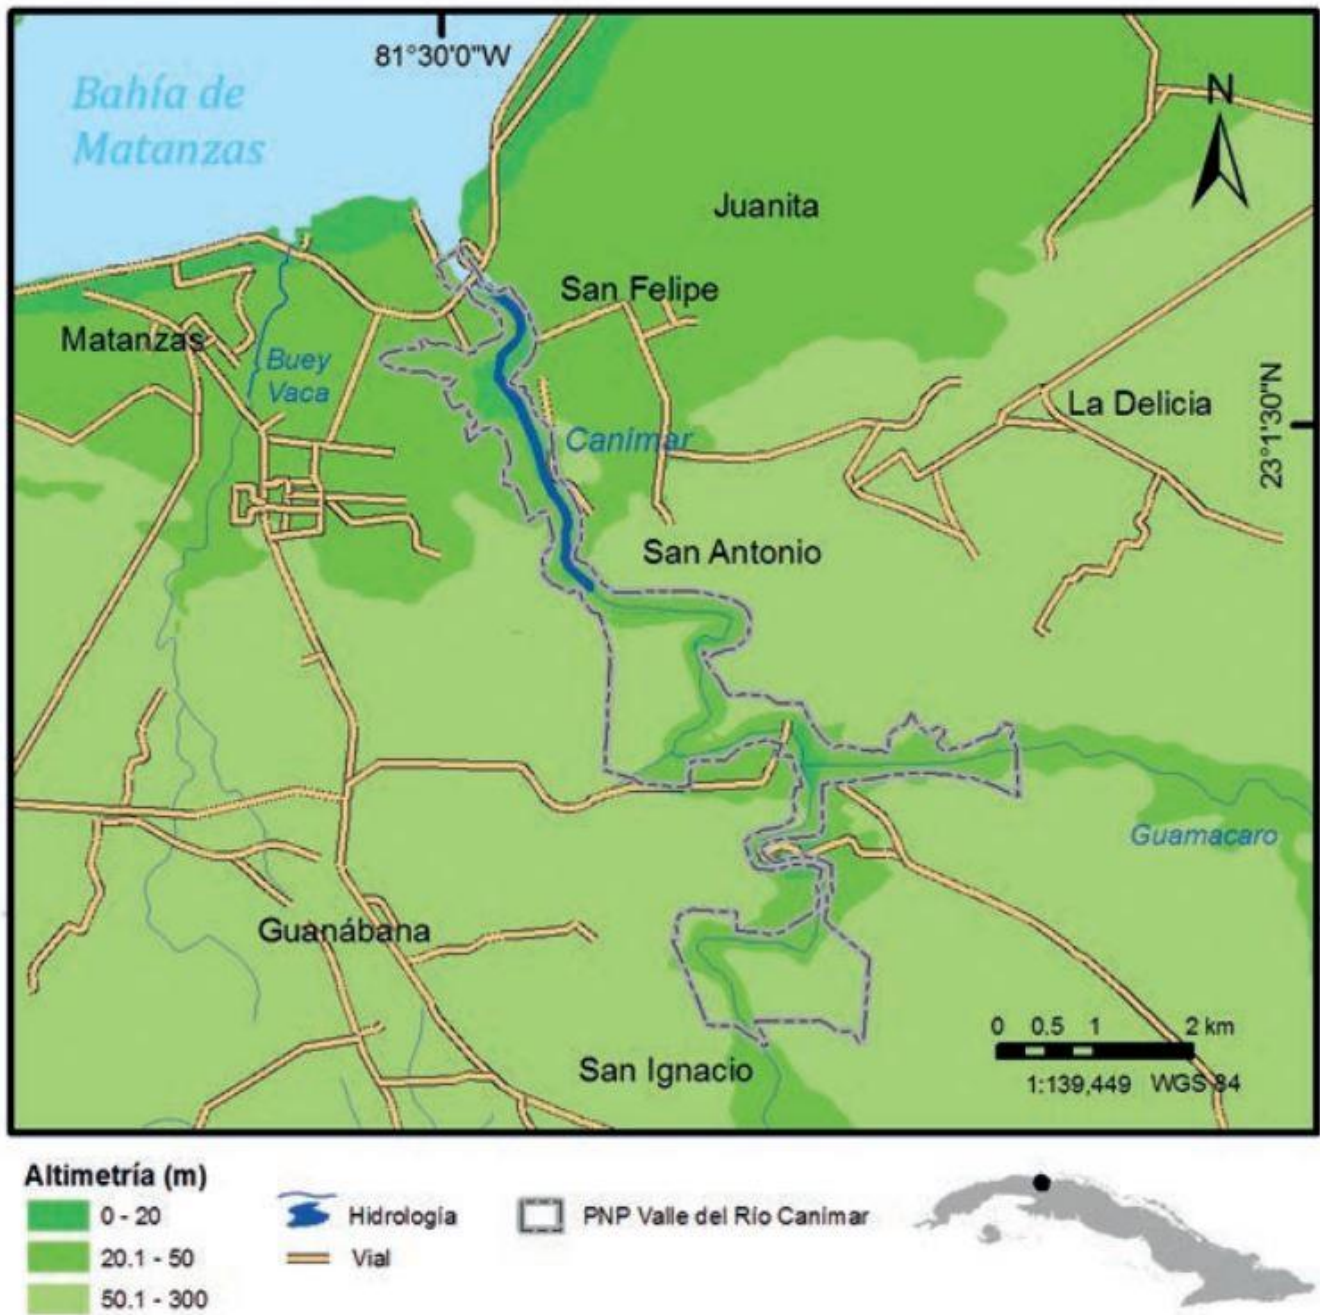 81°30'0"W
Bahía de
Matanzas
N
Juanita
San Felipe
Matanzas
Buey
Vaca
La Delicia
23°1'30"N
Canimar
San Antonio
Guamacaro
Guanábana
0 0.5 1 2 km
San Ignacio
1:139,449 WGS 84
Altimetría (m)
0 - 20
20.1 - 50
50.1 - 300
Hidrología
Vial
PNP Valle del Río Canimar